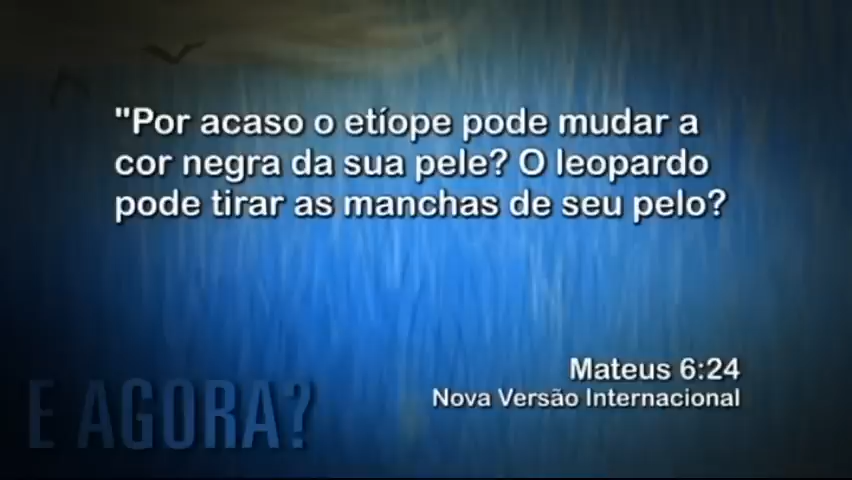 "Por acaso o etíope pode mudar a
cor negra da sua pele? O leopardo
pode tirar as manchas de seu pelo?
Mateus 6:24
Nova Versão Internacional
E AGORA?